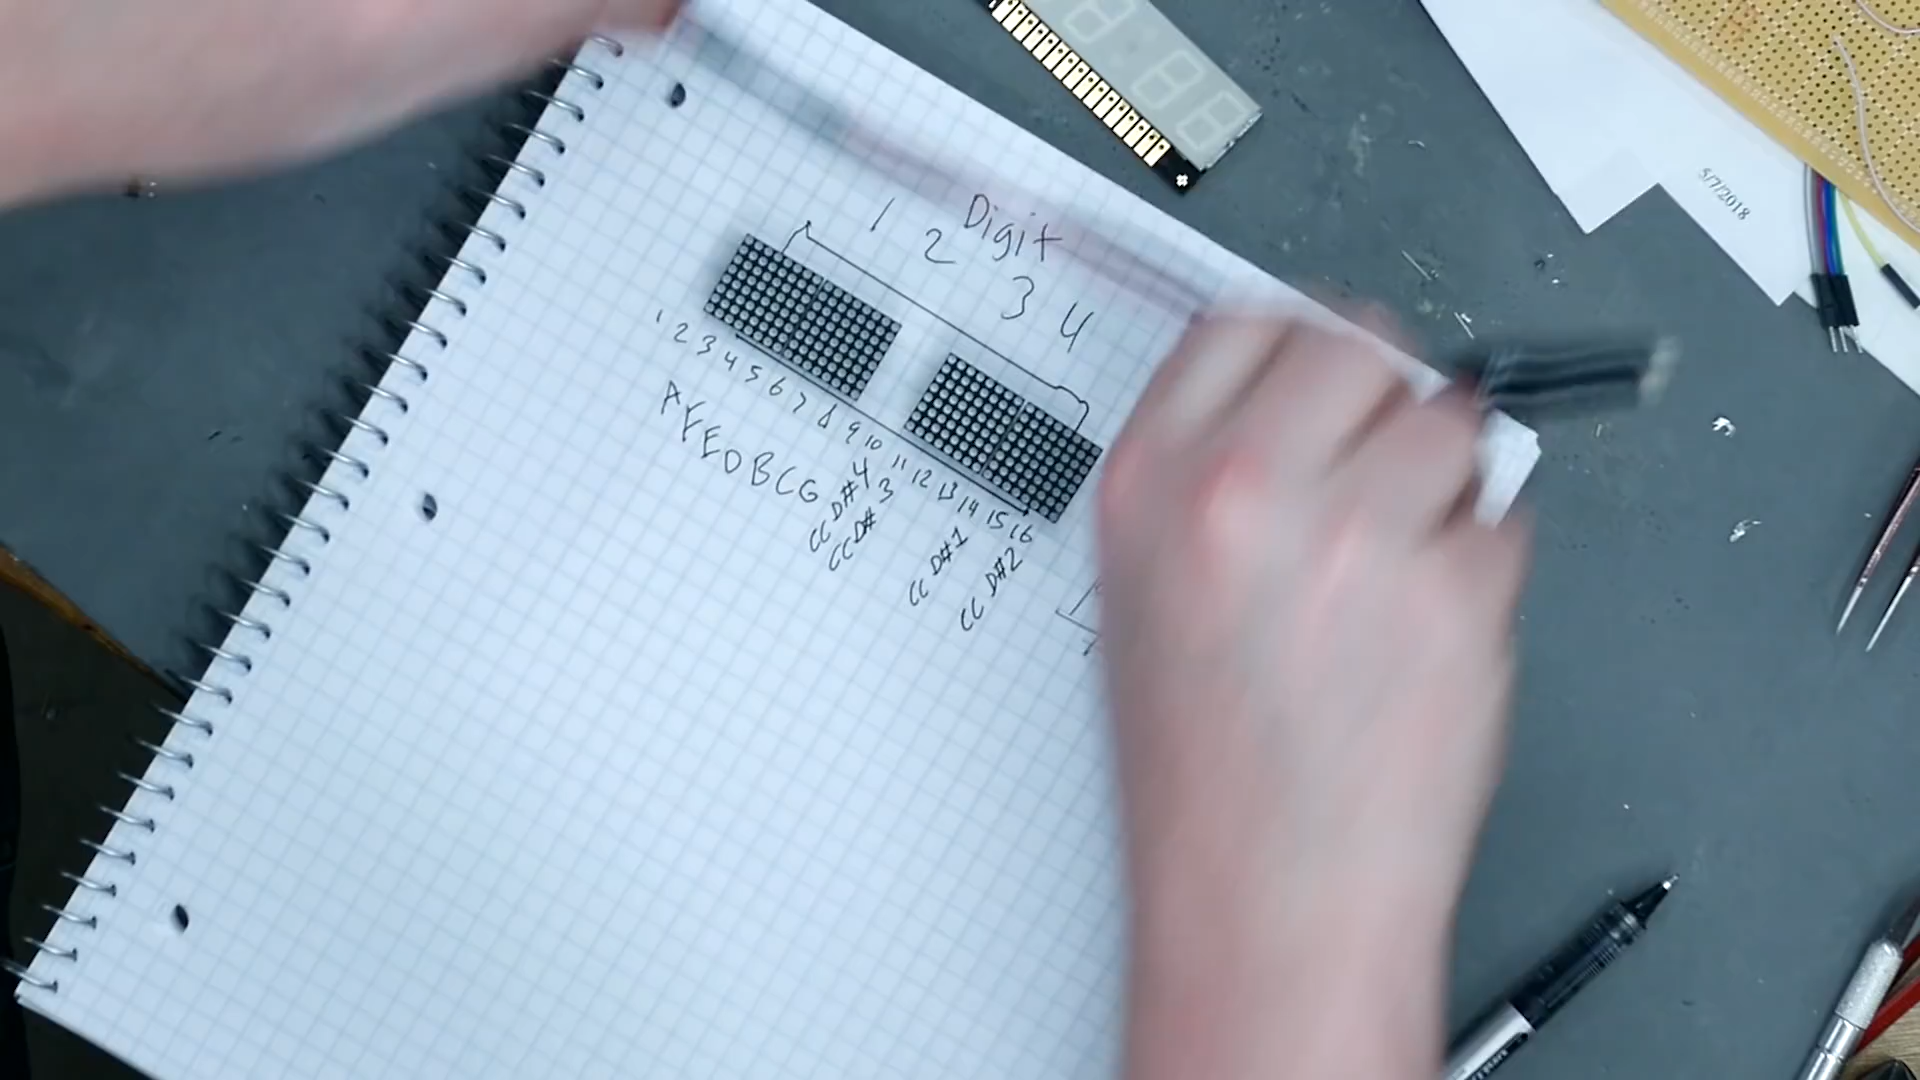 Digit
1 2 3 4
1 2 3 4 5 6 7 8 9 10 11 12 13 14 15 16
A F E D B C G
CC D#4
CC D#3
CC D#1
CC D#2
5/7/2018